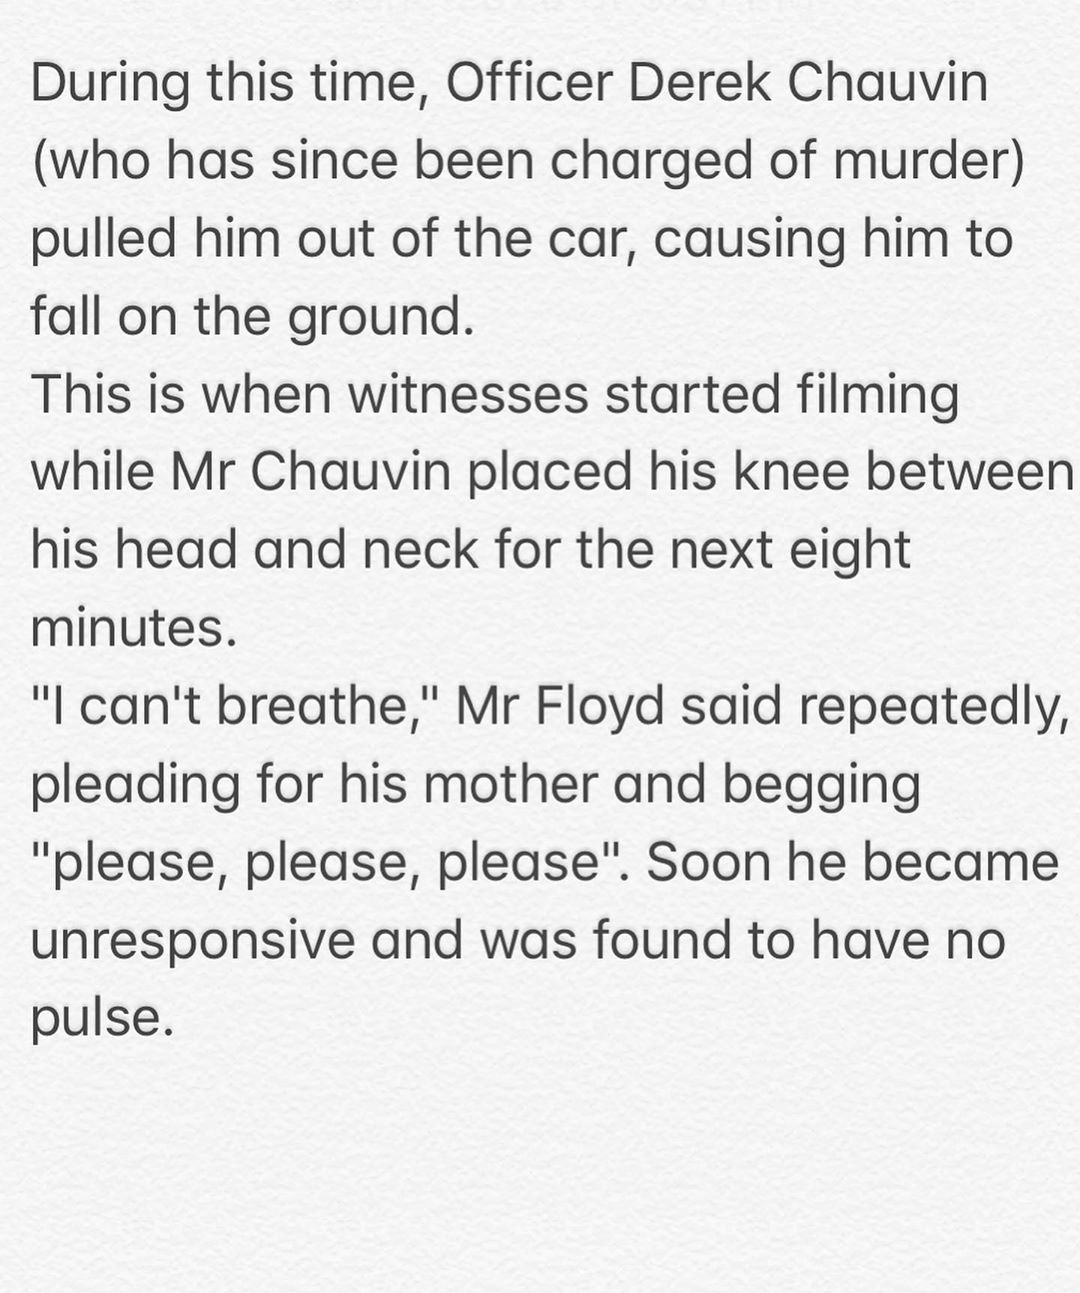 During this time, Officer Derek Chauvin
(who has since been charged of murder)
pulled him out of the car, causing him to
fall on the ground.
This is when witnesses started filming
while Mr Chauvin placed his knee between
his head and neck for the next eight
minutes.
"I can't breathe," Mr Floyd said repeatedly,
pleading for his mother and begging
"please, please, please". Soon he became
unresponsive and was found to have no
pulse.